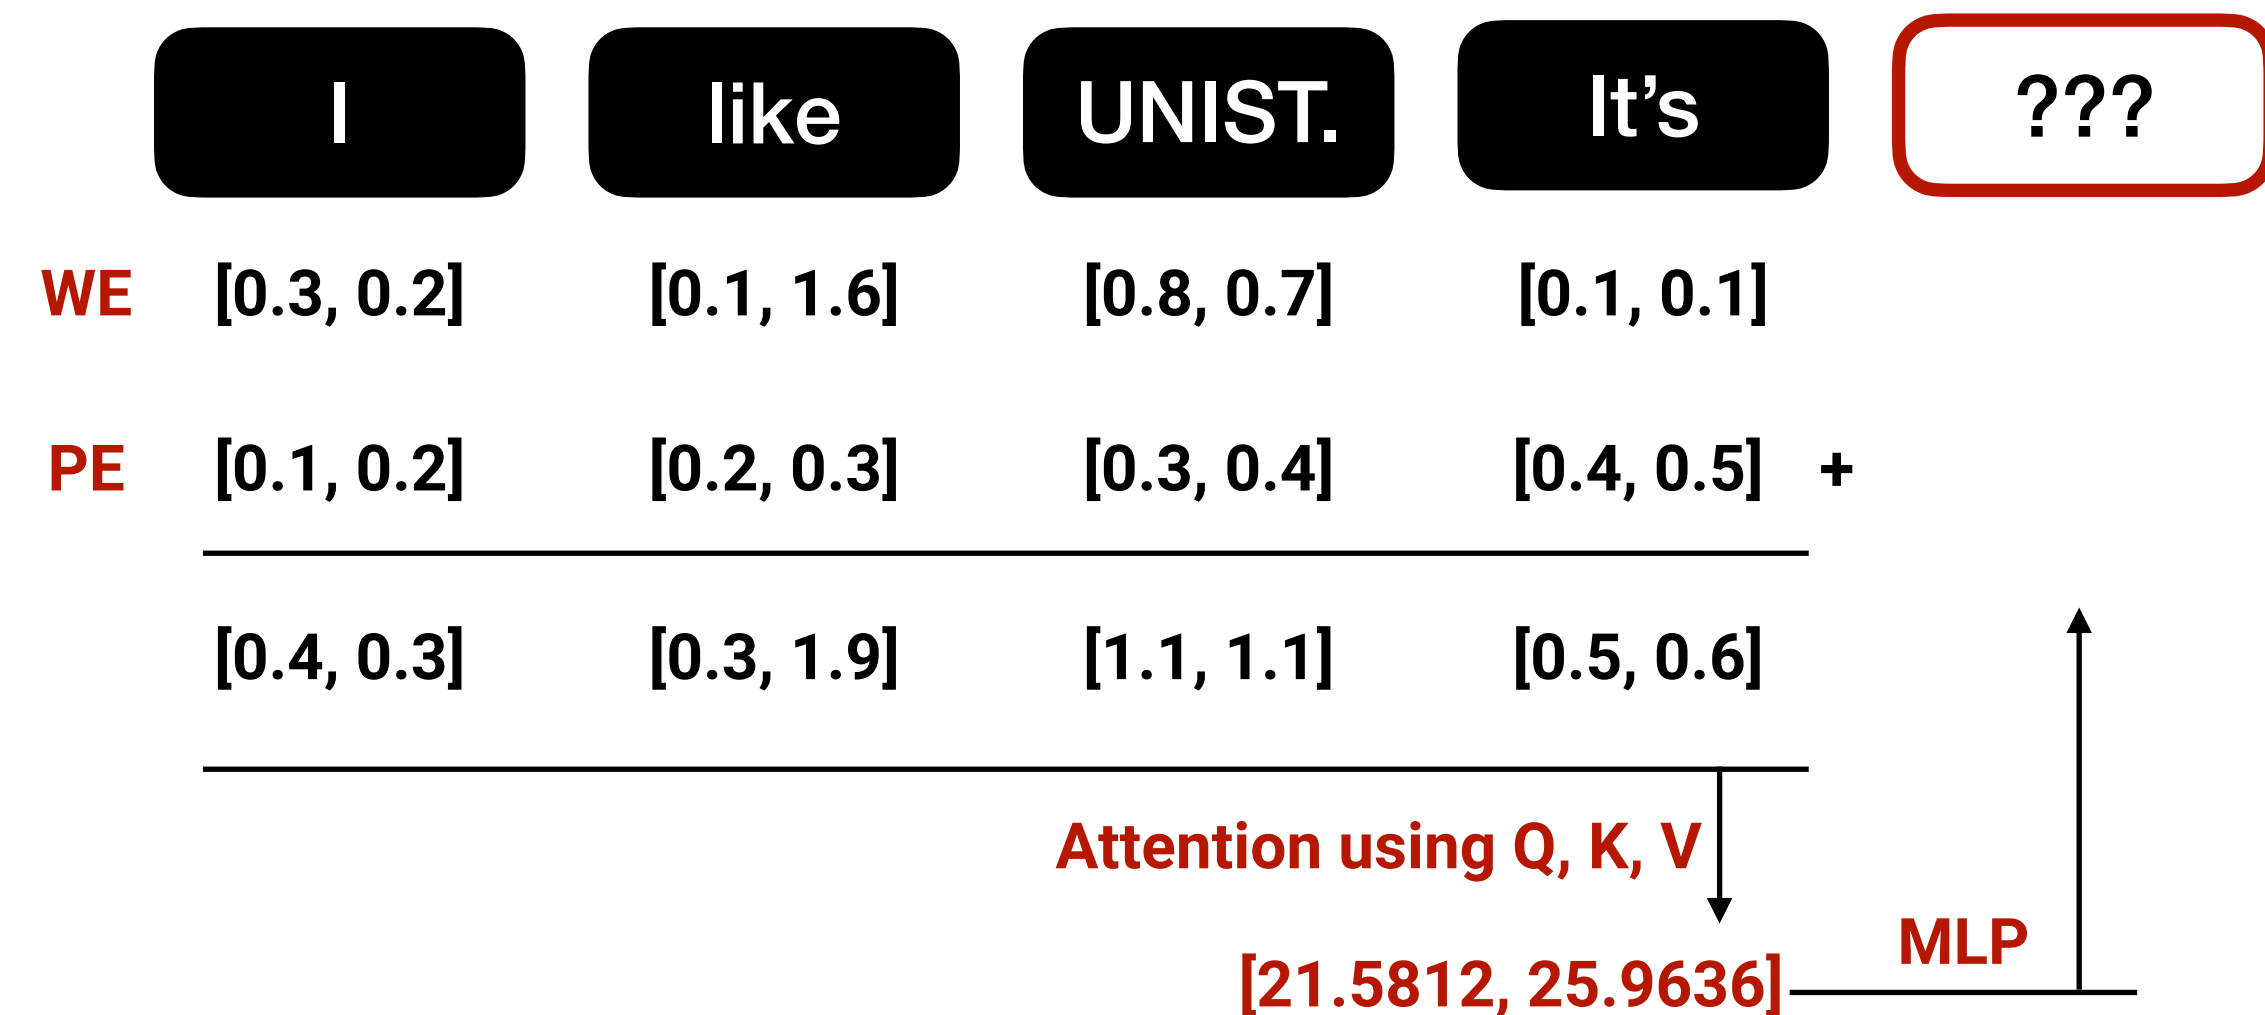 I like UNIST. It’s ???
WE [0.3, 0.2] [0.1, 1.6] [0.8, 0.7] [0.1, 0.1]
PE [0.1, 0.2] [0.2, 0.3] [0.3, 0.4] [0.4, 0.5] +
[0.4, 0.3] [0.3, 1.9] [1.1, 1.1] [0.5, 0.6]
Attention using Q, K, V
MLP
[21.5812, 25.9636]